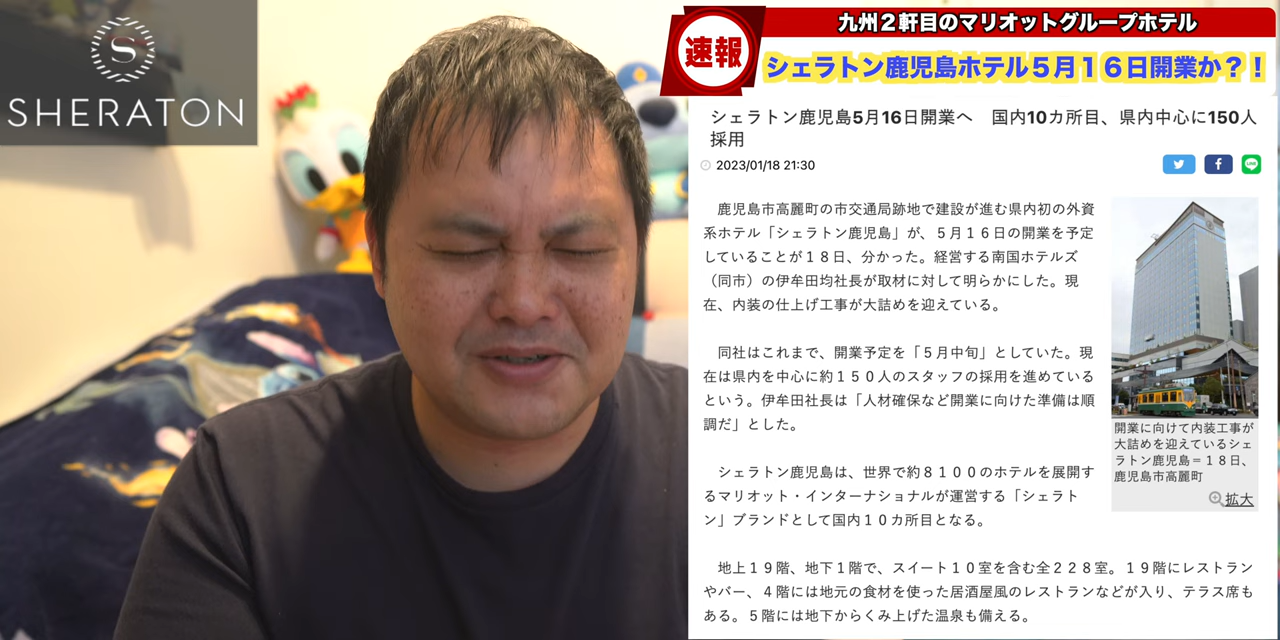 S
SHERATON
九州２軒目のマリオットグループホテル
速報
シェラトン鹿児島ホテル５月１６日開業か？！
シェラトン鹿児島5月16日開業へ　国内10カ所目、県内中心に150人
採用
2023/01/18 21:30
鹿児島市高麗町の市交通局跡地で建設が進む県内初の外資
系ホテル「シェラトン鹿児島」が、５月１６日の開業を予定
していることが１８日、分かった。経営する南国ホテルズ
（同市）の伊牟田均社長が取材に対して明らかにした。現
在、内装の仕上げ工事が大詰めを迎えている。
同社はこれまで、開業予定を「５月中旬」としていた。現
在は県内を中心に約１５０人のスタッフの採用を進めている
という。伊牟田社長は「人材確保など開業に向けた準備は順
調だ」とした。
シェラトン鹿児島は、世界で約８１００のホテルを展開す
るマリオット・インターナショナルが運営する「シェラト
ン」ブランドとして国内１０カ所目となる。
地上１９階、地下１階で、スイート１０室を含む全２２８室。１９階にレストラン
やバー、４階には地元の食材を使った居酒屋風のレストランなどが入り、テラス席も
ある。５階には地下からくみ上げた温泉も備える。
開業に向けて内装工事が
大詰めを迎えているシェ
ラトン鹿児島＝１８日、
鹿児島市高麗町
拡大